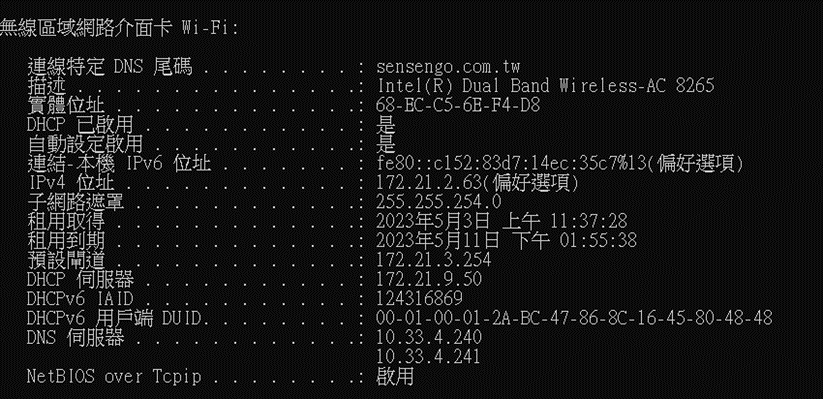 無線區域網路介面卡 Wi-Fi:
連線特定 DNS 尾碼 . . . . . . . . : sensengo.com.tw
描述 . . . . . . . . . . . . . . .: Intel(R) Dual Band Wireless-AC 8265
實體位址 . . . . . . . . . . . . .: 68-EC-C5-6E-F4-D8
DHCP 已啟用 . . . . . . . . . . . : 是
自動設定啟用 . . . . . . . . . . .: 是
連結-本機 IPv6 位址 . . . . . . . : fe80::c152:83d7:14ec:35c7%13(偏好選項)
IPv4 位址 . . . . . . . . . . . . : 172.21.2.63(偏好選項)
子網路遮罩 . . . . . . . . . . . .: 255.255.254.0
租用取得 . . . . . . . . . . . . .: 2023年5月3日 上午 11:37:28
租用到期 . . . . . . . . . . . . .: 2023年5月11日 下午 01:55:38
預設閘道 . . . . . . . . . . . . .: 172.21.3.254
DHCP 伺服器 . . . . . . . . . . . : 172.21.9.50
DHCPv6 IAID . . . . . . . . . . . : 124316869
DHCPv6 用戶端 DUID. . . . . . . . : 00-01-00-01-2A-BC-47-86-8C-16-45-80-48-48
DNS 伺服器 . . . . . . . . . . . .: 10.33.4.240
10.33.4.241
NetBIOS over Tcpip . . . . . . . .: 啟用